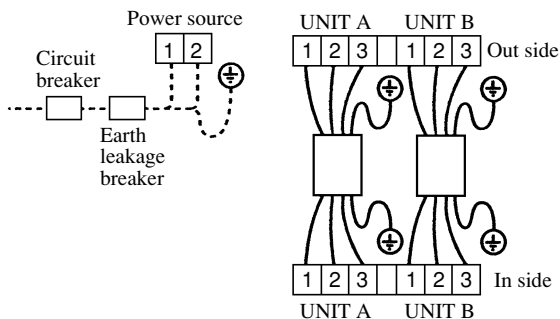 Power source
1 2
Circuit
breaker
Earth
leakage
breaker
UNIT A UNIT B
1 2 3 1 2 3 Out side
1 2 3 1 2 3 In side
UNIT A UNIT B